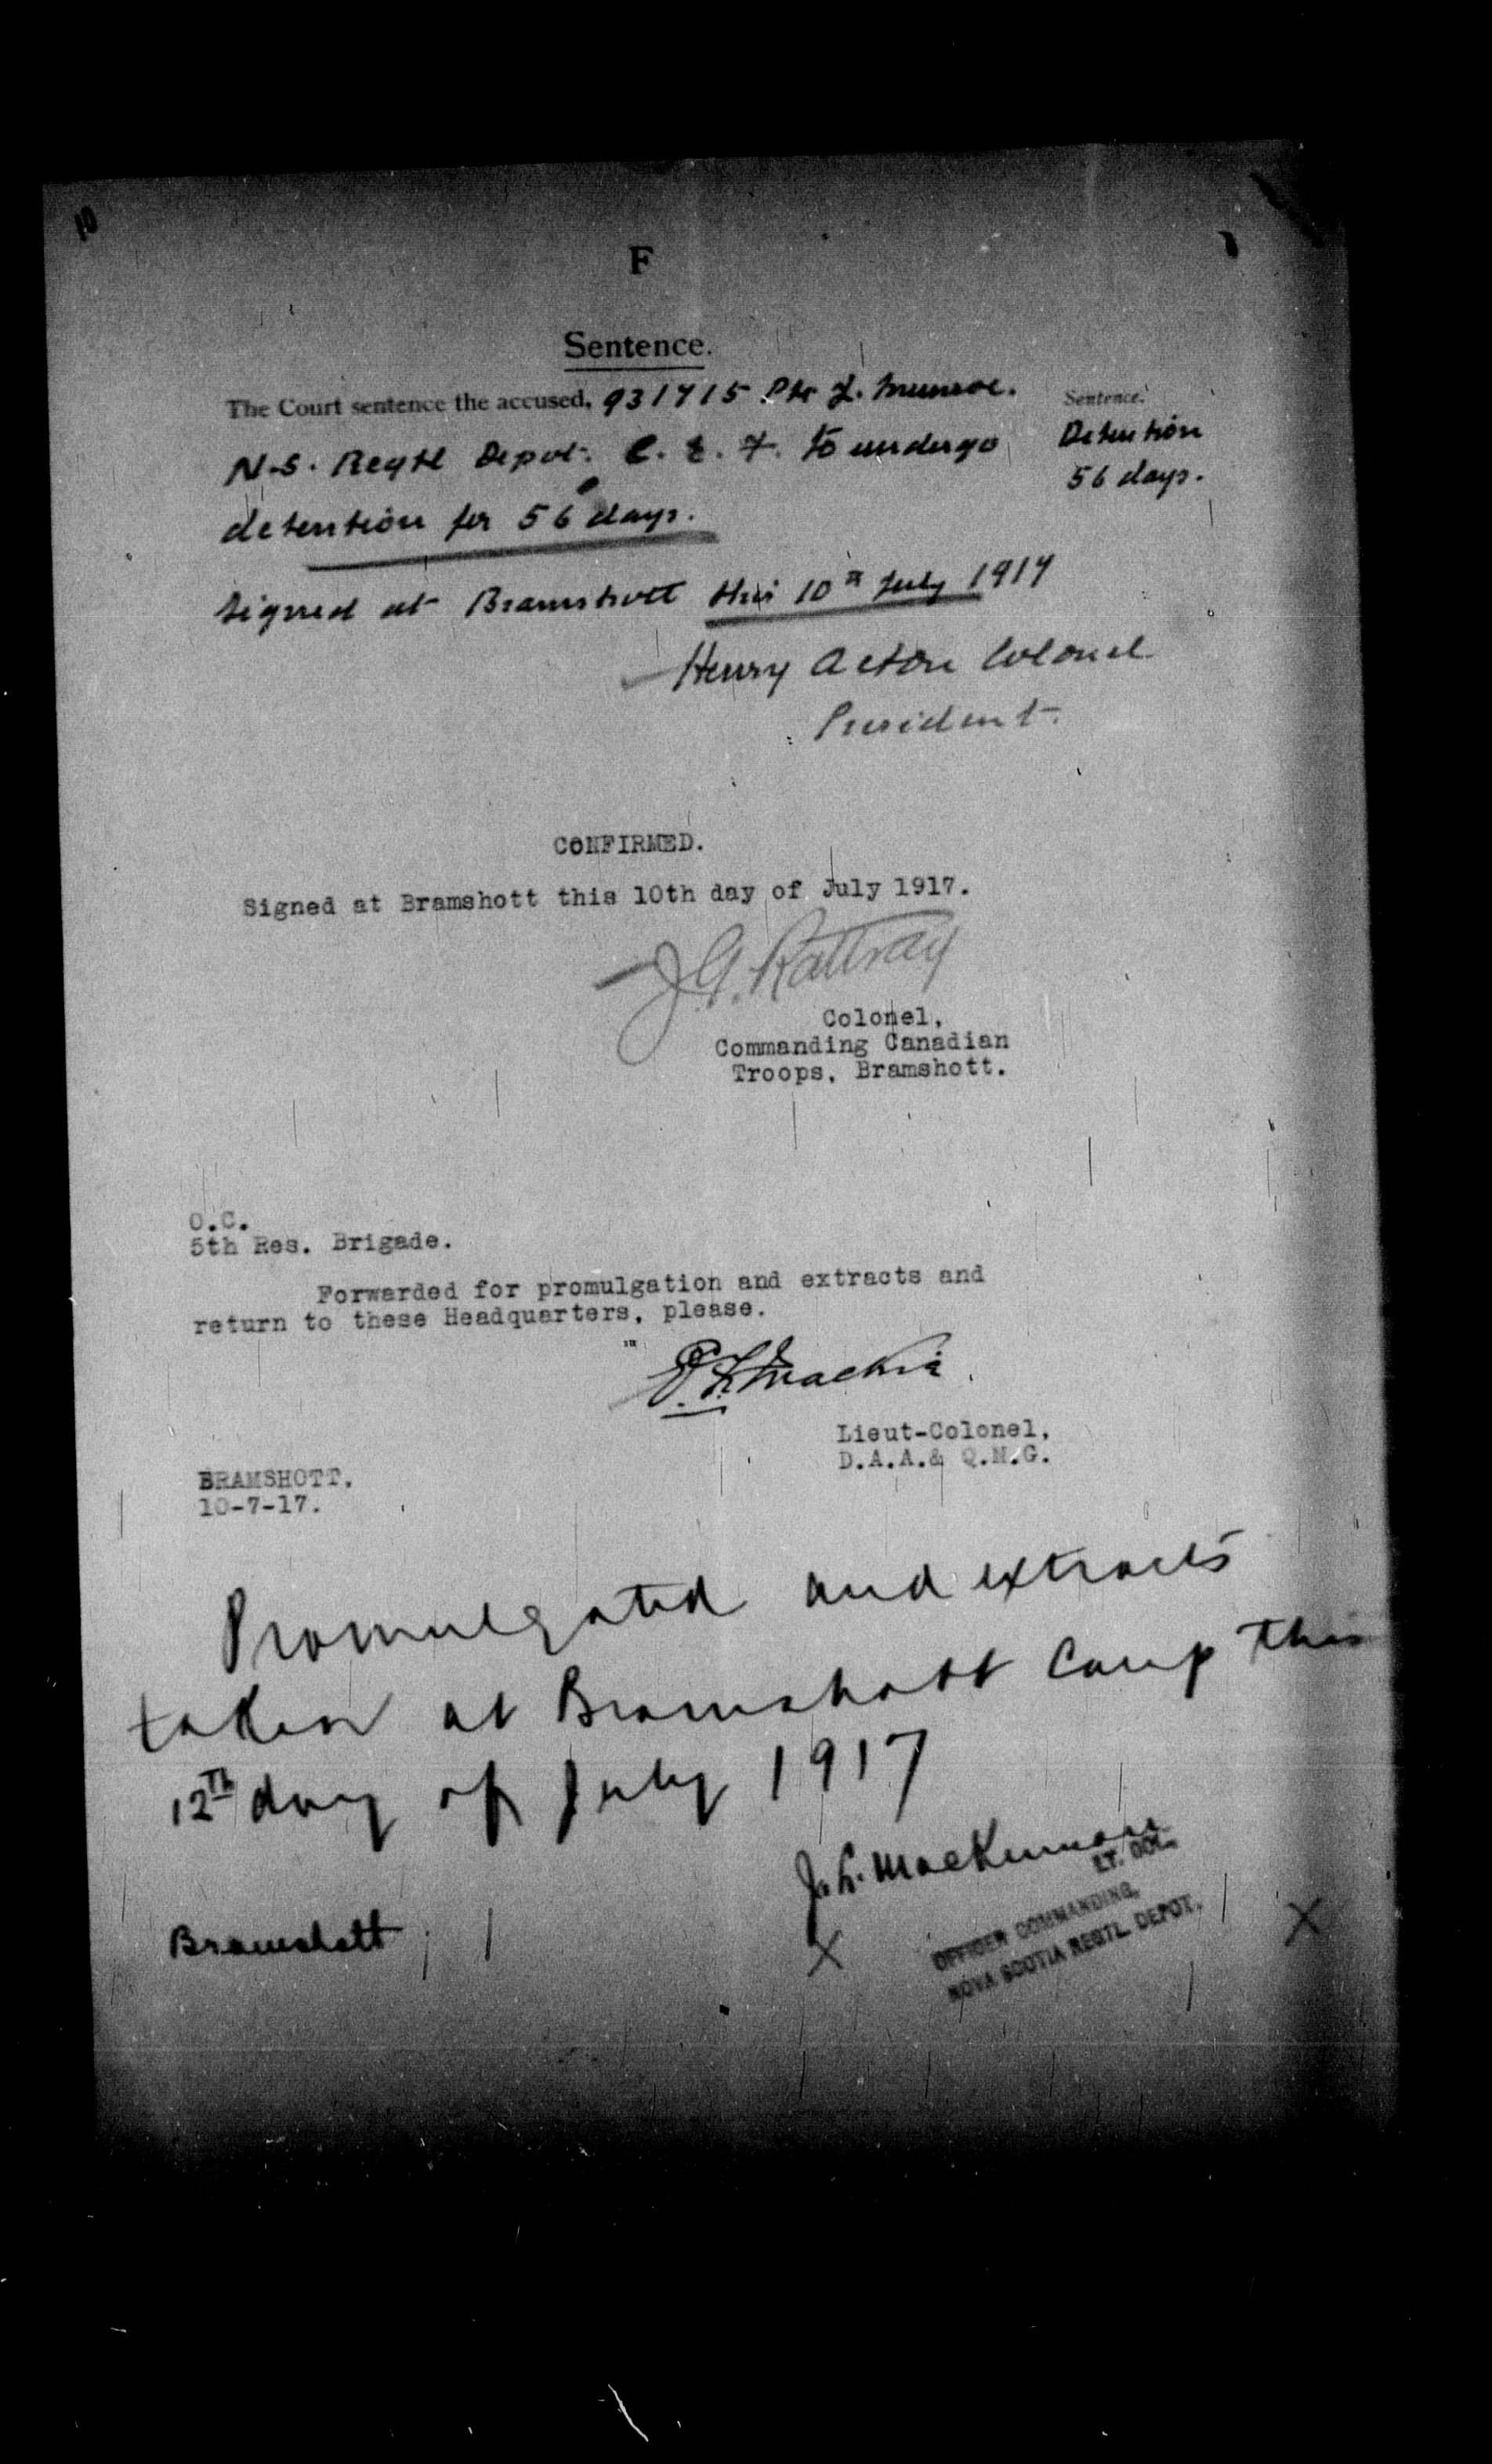 10
F
Sentence.
The Court sentence the accused, 931715 Pte L. Munroe.
N.S. Regtl Depot. C. E. F. to undergo
detention for 56 days.
Sentence.
Detention
56 days.
Signed at Bramshott this 10th July 1917
Henry Acton Colonel
President.
CONFIRMED.
Signed at Bramshott this 10th day of July 1917.
J.G. Rattray
Colonel,
Commanding Canadian
Troops, Bramshott.
O.C.
5th Res. Brigade.
Forwarded for promulgation and extracts and
return to these Headquarters, please.
Mackie
Lieut-Colonel,
D.A.A.& Q.M.G.
BRAMSHOTT.
10-7-17.
Promulgated and extracts
taken at Bramshott Camp this
12th day of July 1917
LT. COL.
OFFICER COMMANDING,
NOVA SCOTIA REGTL. DEPOT.
Bramshott
X
X